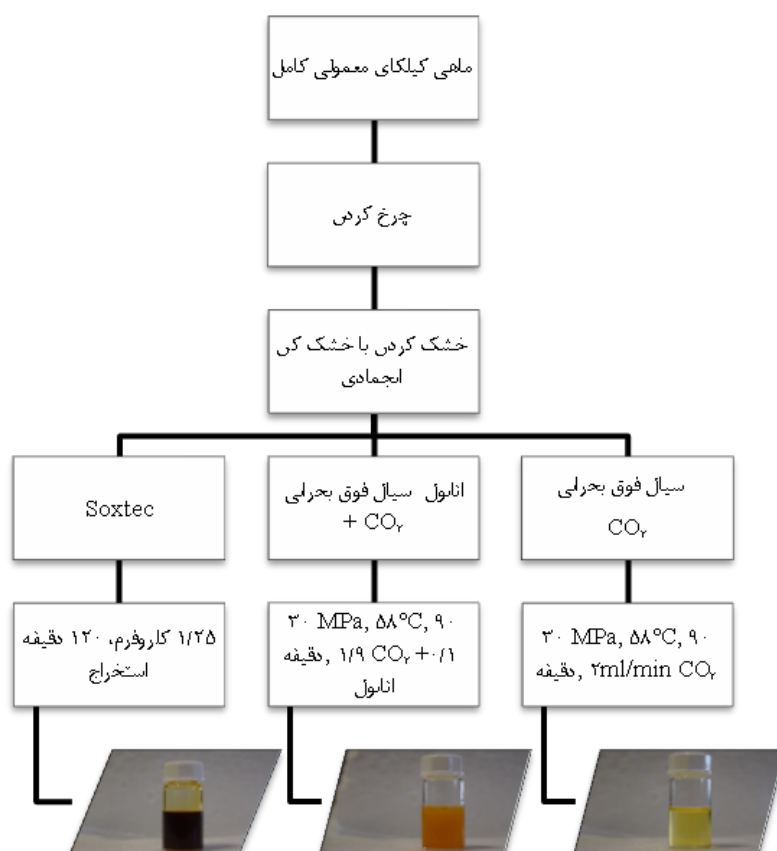 ماهی کیلکای معمولی کامل
چرخ کردن
خشک کردن با خشک کن
انجمادی
Soxtec
اتانول سیال فوق بحرانی
+ CO۲
سیال فوق بحرانی
CO۲
۱/۲۵ کلروفرم، ۱۲۰ دقیقه
استخراج
۳۰ MPa, ۵۸°C, ۹۰
دقیقه, ۱/۹ CO۲ +۰/۱
اتانول
۳۰ MPa, ۵۸°C, ۹۰
دقیقه, ۲ml/min CO۲